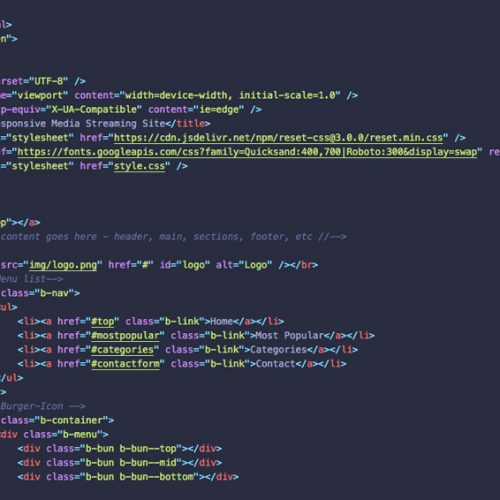 l>
en">
rset="UTF-8" />
me="viewport" content="width=device-width, initial-scale=1.0" />
p-equiv="X-UA-Compatible" content="ie=edge" />
sponsive Media Streaming Site</title>
="stylesheet" href="https://cdn.jsdelivr.net/npm/reset-css@3.0.0/reset.min.css" />
ef="https://fonts.googleapis.com/css?family=Quicksand:400,700|Roboto:300&display=swap" re
="stylesheet" href="style.css" />
op"></a>
content goes here - header, main, sections, footer, etc //-->
src="img/logo.png" href="#" id="logo" alt="Logo" /></br>
Menu list-->
class="b-nav">
ul>
<li><a href="#top" class="b-link">Home</a></li>
<li><a href="#mostpopular" class="b-link">Most Popular</a></li>
<li><a href="#categories" class="b-link">Categories</a></li>
<li><a href="#contactform" class="b-link">Contact</a></li>
/ul>
>
Burger-Icon -->
class="b-container">
<div class="b-menu">
<div class="b-bun b-bun--top"></div>
<div class="b-bun b-bun--mid"></div>
<div class="b-bun b-bun--bottom"></div>